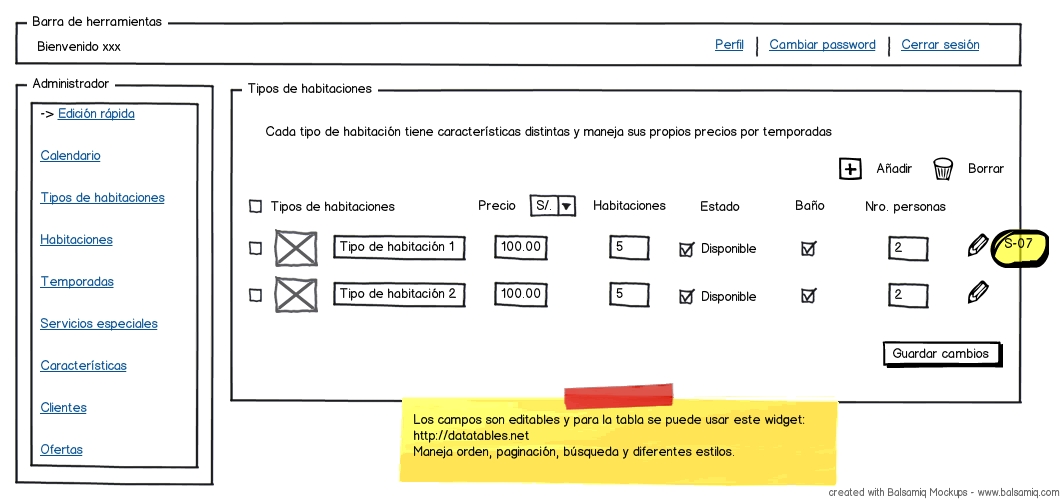 Barra de herramientas
Bienvenido xxx
Perfil
Cambiar password
Cerrar sesión
Administrador
-> Edición rápida
Calendario
Tipos de habitaciones
Habitaciones
Temporadas
Servicios especiales
Características
Clientes
Ofertas
Tipos de habitaciones
Cada tipo de habitación tiene características distintas y maneja sus propios precios por temporadas
Añadir
Borrar
Tipos de habitaciones Precio S/. Habitaciones Estado Baño Nro. personas
Tipo de habitación 1 100.00 5 Disponible 2 S-07
Tipo de habitación 2 100.00 5 Disponible 2
Guardar cambios
Los campos son editables y para la tabla se puede usar este widget:
http://datatables.net
Maneja orden, paginación, búsqueda y diferentes estilos.
created with Balsamiq Mockups - www.balsamiq.com